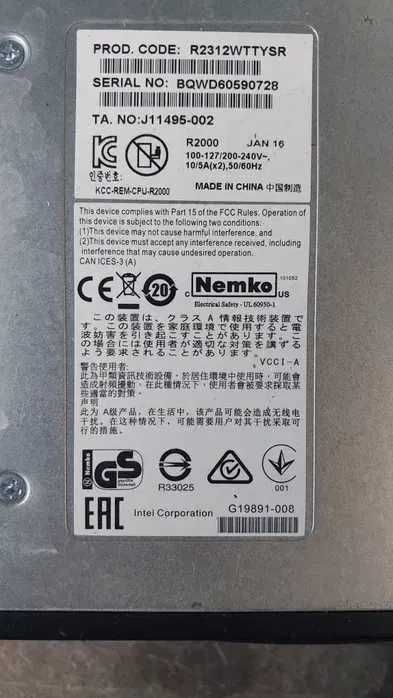 PROD. CODE: R2312WTTYSR
SERIAL NO: BQWD60590728
TA. NO:J11495-002
R2000 JAN 16
100-127/200-240V~,
10/5A(x2),50/60Hz
인증번호:
KCC-REM-CPU-R2000
MADE IN CHINA 中国制造
This device complies with Part 15 of the FCC Rules. Operation of
this device is subject to the following two conditions:
(1)This device may not cause harmful interference, and
(2)This device must accept any interference received, including
interference that may cause undesired operation.
CAN ICES-3 (A)
CE 20 C Nemko US
Electrical Safety - UL 60950-1
この装置は、クラスA情報技術装置で
す。この装置を家庭環境で使用すると電
波妨害を引き起こすことがあります。こ
の場合には使用者が適切な対策を講ずる
よう要求されることがあります。
VCCI-A
警告使用者:
此為甲類資訊技術設備，於居住環境中使用時，可能會
造成射頻擾動，在此種情況下，使用者會被要求採取某
些適當的對策。
声明
此为 A级产品，在生活中，该产品可能会造成无线电
干扰。在这种情况下，可能需要用户对其干扰采取可
行的措施。
Nemko GS
R33025
001
EAC Intel Corporation G19891-008